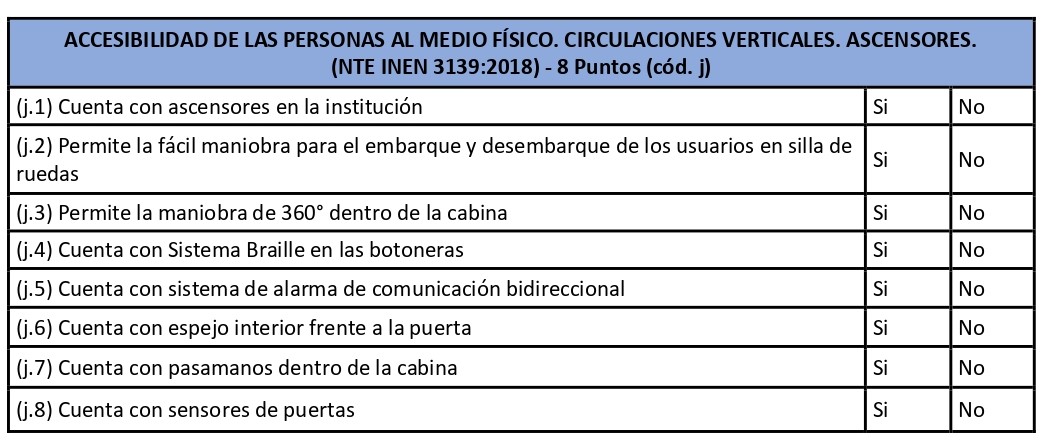 ACCESIBILIDAD DE LAS PERSONAS AL MEDIO FÍSICO. CIRCULACIONES VERTICALES. ASCENSORES.
(NTE INEN 3139:2018) - 8 Puntos (cód. j)
(j.1) Cuenta con ascensores en la institución Si No
(j.2) Permite la fácil maniobra para el embarque y desembarque de los usuarios en silla de
ruedas Si No
(j.3) Permite la maniobra de 360° dentro de la cabina Si No
(j.4) Cuenta con Sistema Braille en las botoneras Si No
(j.5) Cuenta con sistema de alarma de comunicación bidireccional Si No
(j.6) Cuenta con espejo interior frente a la puerta Si No
(j.7) Cuenta con pasamanos dentro de la cabina Si No
(j.8) Cuenta con sensores de puertas Si No